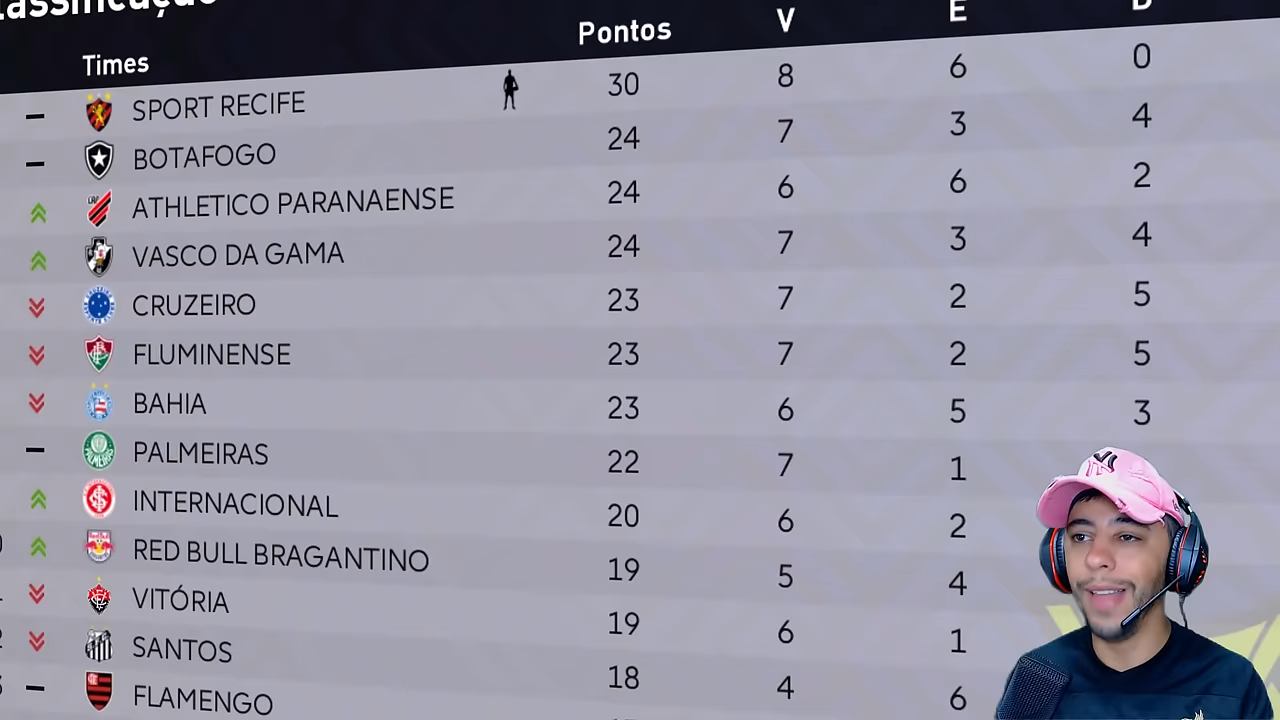 Times Pontos V E D
SPORT RECIFE 30 8 6 0
BOTAFOGO 24 7 3 4
ATHLETICO PARANAENSE 24 6 6 2
VASCO DA GAMA 24 7 3 4
CRUZEIRO 23 7 2 5
FLUMINENSE 23 7 2 5
BAHIA 23 6 5 3
PALMEIRAS 22 7 1
INTERNACIONAL 20 6 2
RED BULL BRAGANTINO 19 5 4
VITÓRIA 19 6 1
SANTOS 18 4 6
FLAMENGO